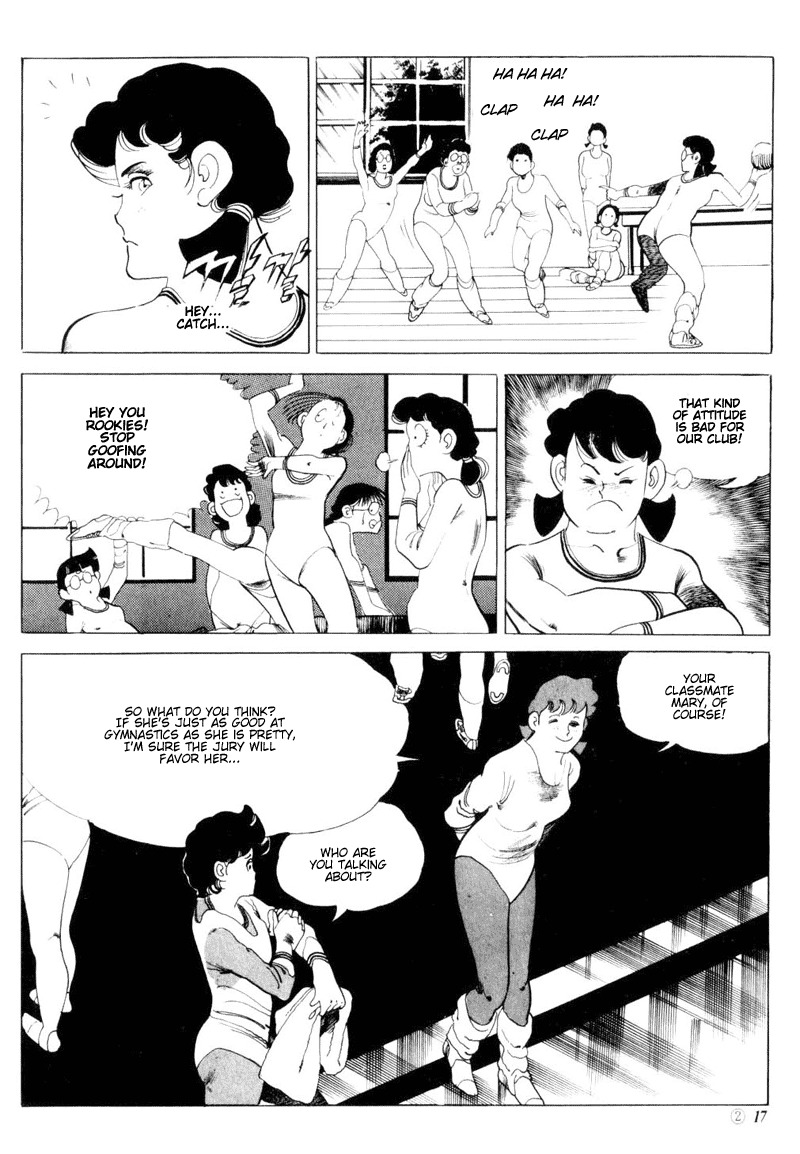 HEY...
CATCH...
HA HA HA!
CLAP
HA HA!
CLAP
HEY YOU
ROOKIES!
STOP
GOOFING
AROUND!
THAT KIND
OF ATTITUDE
IS BAD FOR
OUR CLUB!
SO WHAT DO YOU THINK?
IF SHE'S JUST AS GOOD AT
GYMNASTICS AS SHE IS PRETTY,
I'M SURE THE JURY WILL
FAVOR HER...
YOUR
CLASSMATE
MARY, OF
COURSE!
WHO ARE
YOU TALKING
ABOUT?
② 17